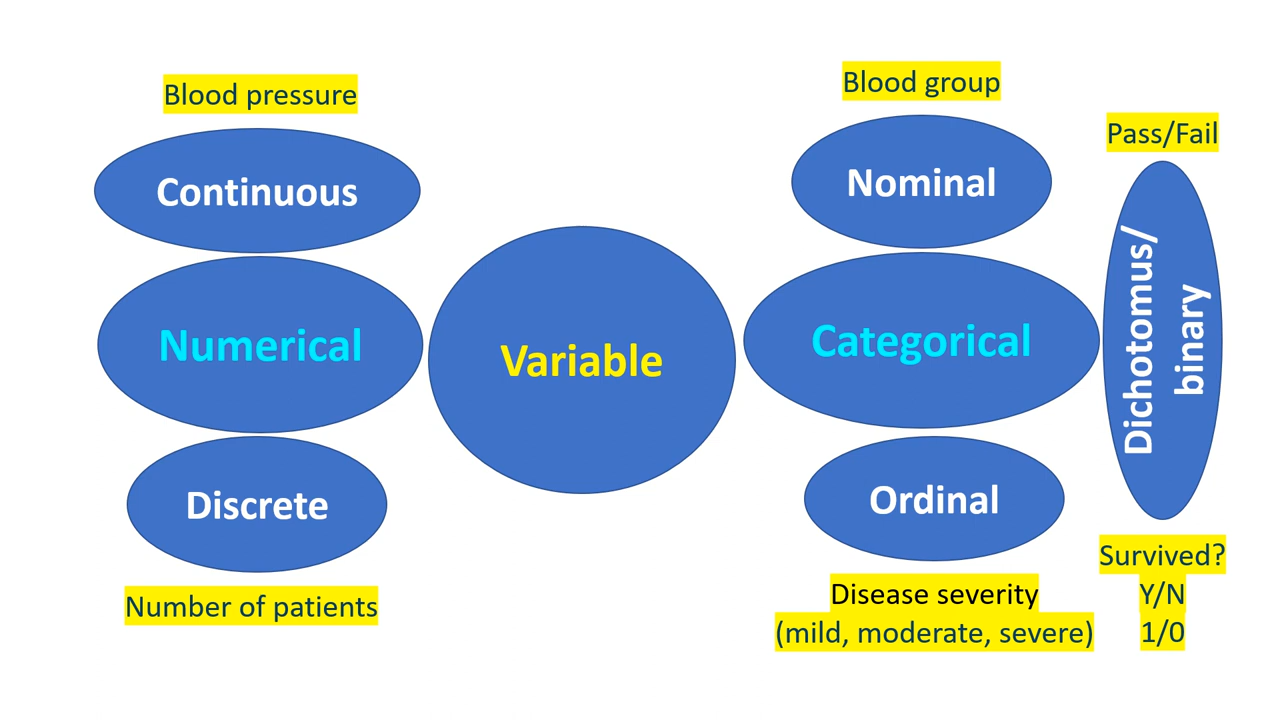 Blood pressure
Continuous
Numerical
Discrete
Number of patients
Variable
Blood group
Nominal
Categorical
Ordinal
Disease severity
(mild, moderate, severe)
Pass/Fail
Dichotomus/
binary
Survived?
Y/N
1/0